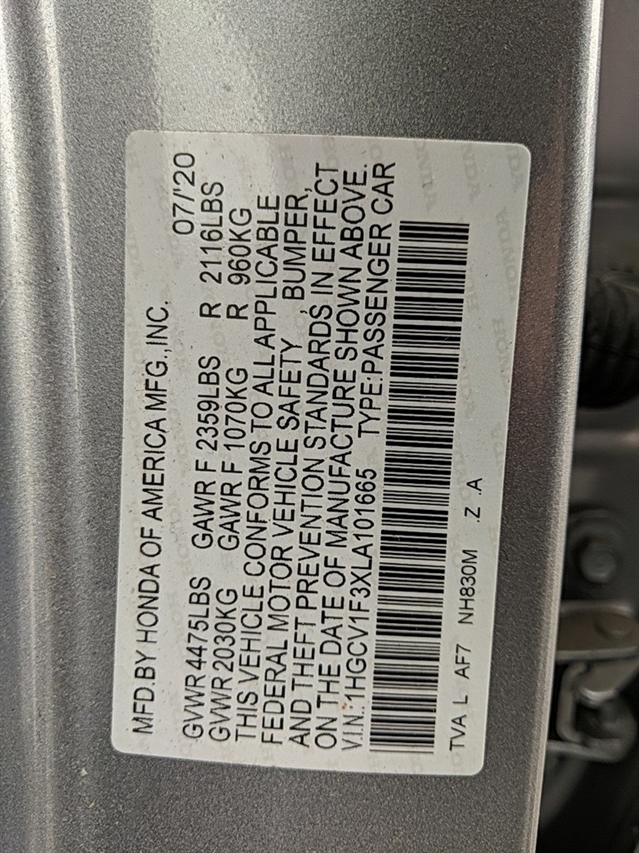 MFD.BY HONDA OF AMERICA MFG.,INC. 07/'20
GVWR 4475LBS GAWR F 2359LBS R 2116LBS
GVWR 2030KG GAWR F 1070KG R 960KG
THIS VEHICLE CONFORMS TO ALL APPLICABLE
FEDERAL MOTOR VEHICLE SAFETY , BUMPER,
AND THEFT PREVENTION STANDARDS IN EFFECT
ON THE DATE OF MANUFACTURE SHOWN ABOVE.
V.I.N.:1HGCV1F3XLA101665 TYPE:PASSENGER CAR
TVA L AF7 NH830M .Z .A